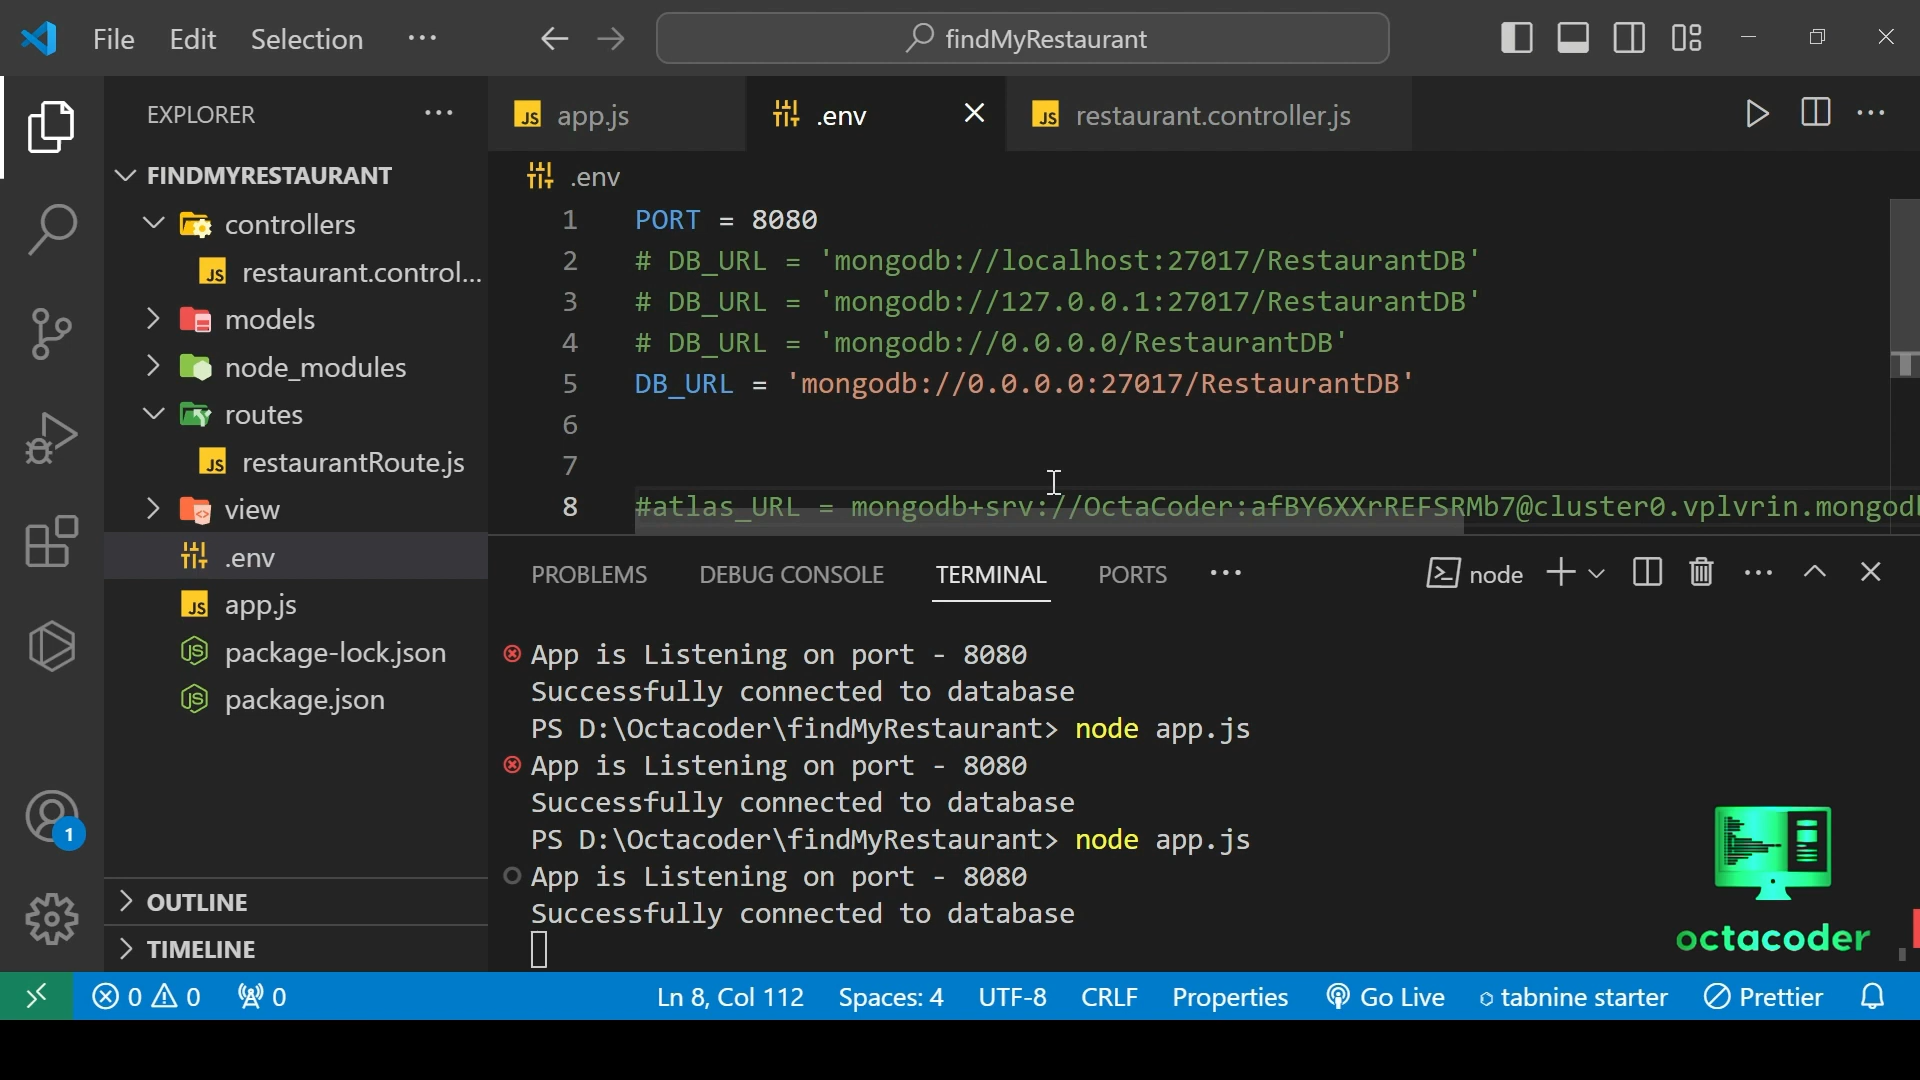 File Edit Selection ···
findMyRestaurant
EXPLORER ···
FINDMYRESTAURANT
controllers
JS restaurant.control...
models
node_modules
routes
JS restaurantRoute.js
view
.env
JS app.js
package-lock.json
package.json
OUTLINE
TIMELINE
1
JS app.js
.env
JS restaurant.controller.js
.env
1 PORT = 8080
2 # DB_URL = 'mongodb://localhost:27017/RestaurantDB'
3 # DB_URL = 'mongodb://127.0.0.1:27017/RestaurantDB'
4 # DB_URL = 'mongodb://0.0.0.0/RestaurantDB'
5 DB_URL = 'mongodb://0.0.0.0:27017/RestaurantDB'
6
7
8 #atlas_URL = mongodb+srv://OctaCoder:afBY6XXrREFSRMb7@cluster0.vplvrin.mongodb
PROBLEMS DEBUG CONSOLE TERMINAL PORTS ··· node
App is Listening on port - 8080
Successfully connected to database
PS D:\Octacoder\findMyRestaurant> node app.js
App is Listening on port - 8080
Successfully connected to database
PS D:\Octacoder\findMyRestaurant> node app.js
App is Listening on port - 8080
Successfully connected to database
octacoder
0 0 0 Ln 8, Col 112 Spaces: 4 UTF-8 CRLF Properties Go Live tabnine starter Prettier